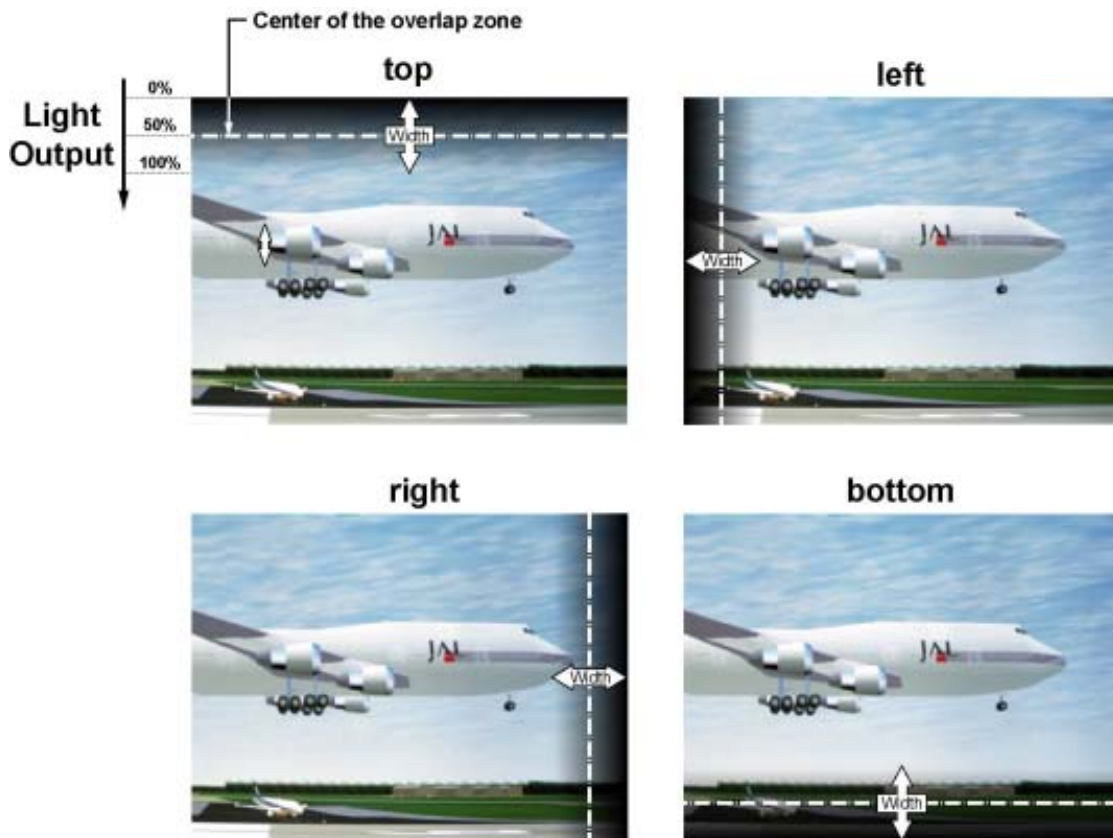 Center of the overlap zone
top
left
0%
Light
Output
50%
100%
Width
Width
JAL
JAL
right
bottom
JAL
JAL
Width
Width